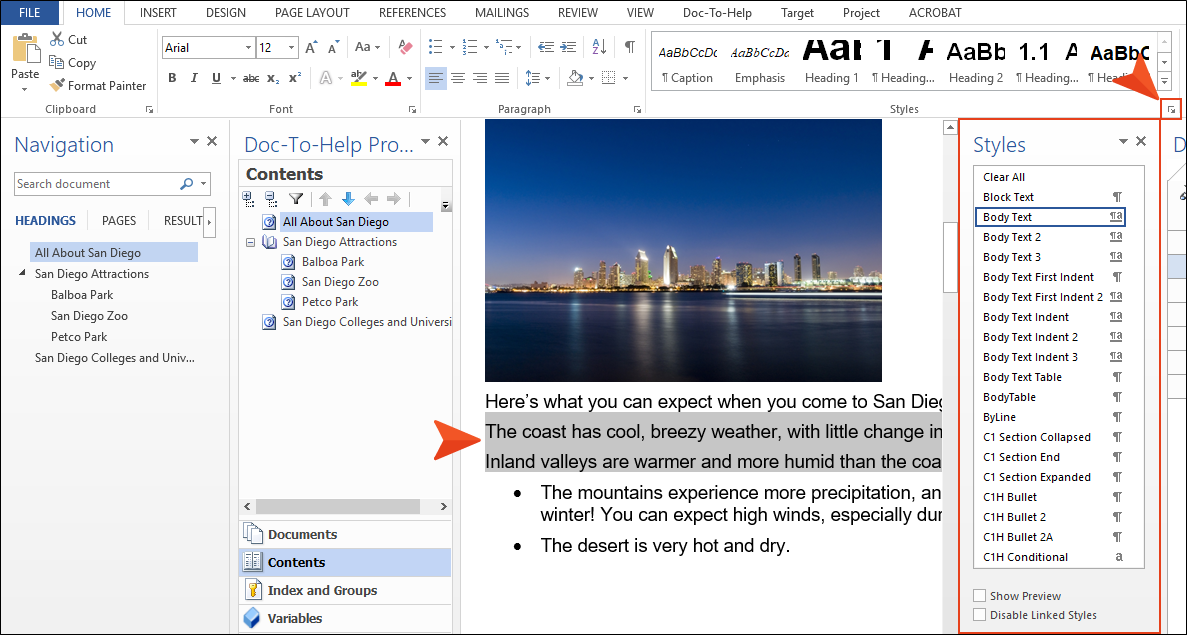 FILE HOME INSERT DESIGN PAGE LAYOUT REFERENCES MAILINGS REVIEW VIEW Doc-To-Help Target Project ACROBAT
Paste
Cut
Copy
Format Painter
Clipboard
Arial 12
Aa
B I U abc x₂ x²
A ab A
Font
Paragraph
AaBbCcDc AaBbCcDc AaBl 1 A AaBb 1.1 A AaBbC
¶ Caption Emphasis Heading 1 ¶ Heading... Heading 2 ¶ Heading... ¶ Headi
Styles
Navigation
Search document
HEADINGS PAGES RESULT
All About San Diego
San Diego Attractions
Balboa Park
San Diego Zoo
Petco Park
San Diego Colleges and Univ...
Doc-To-Help Pro...
Contents
All About San Diego
San Diego Attractions
Balboa Park
San Diego Zoo
Petco Park
San Diego Colleges and Universi
Documents
Contents
Index and Groups
Variables
Here's what you can expect when you come to San Dieg
The coast has cool, breezy weather, with little change in
Inland valleys are warmer and more humid than the coa
• The mountains experience more precipitation, an
winter! You can expect high winds, especially dur
• The desert is very hot and dry.
Styles
Clear All
Block Text ¶
Body Text ¶a
Body Text 2 ¶a
Body Text 3 ¶a
Body Text First Indent ¶
Body Text First Indent 2 ¶a
Body Text Indent ¶a
Body Text Indent 2 ¶a
Body Text Indent 3 ¶a
Body Text Table ¶
BodyTable ¶
ByLine ¶
C1 Section Collapsed ¶
C1 Section End ¶
C1 Section Expanded ¶
C1H Bullet ¶
C1H Bullet 2 ¶
C1H Bullet 2A ¶
C1H Conditional a
Show Preview
Disable Linked Styles
D